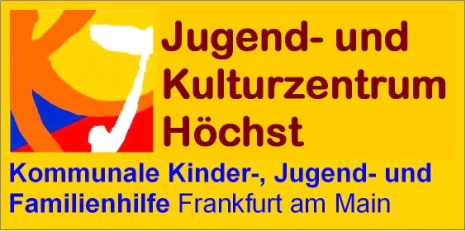 Jugend- und
Kulturzentrum
Höchst
Kommunale Kinder-, Jugend- und
Familienhilfe Frankfurt am Main